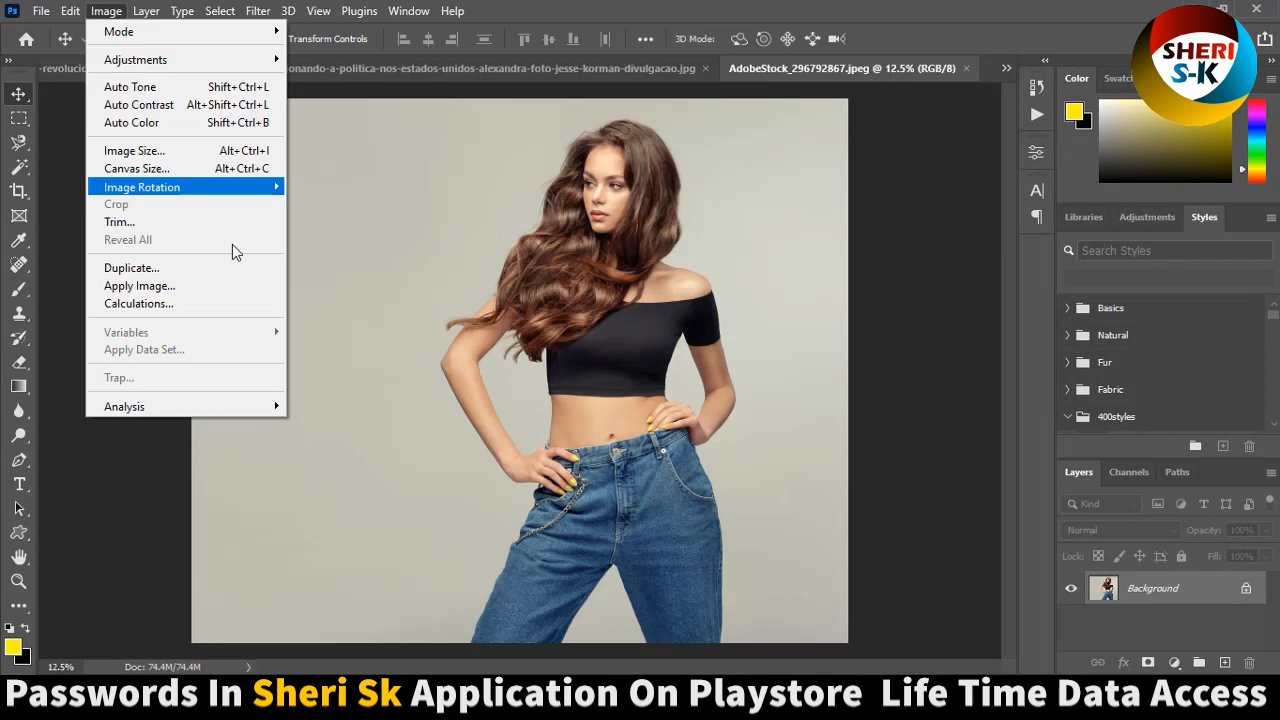 Ps File Edit Image Layer Type Select Filter 3D View Plugins Window Help
Transform Controls 3D Mode:
-revolucio
onando-a-politica-nos-estados-unidos-dexandra-foto-jesse-korman-divulgacao.jpg × AdobeStock_296792867.jpeg @ 12.5% (RGB/8) ×
Mode
Adjustments
Auto Tone Shift+Ctrl+L
Auto Contrast Alt+Shift+Ctrl+L
Auto Color Shift+Ctrl+B
Image Size... Alt+Ctrl+I
Canvas Size... Alt+Ctrl+C
Image Rotation
Crop
Trim...
Reveal All
Duplicate...
Apply Image...
Calculations...
Variables
Apply Data Set...
Trap...
Analysis
SHERI
S-K
Color Swatc
Libraries Adjustments Styles
Search Styles
Basics
Natural
Fur
Fabric
400styles
Layers Channels Paths
Kind
Normal Opacity: 100%
Lock: Fill: 100%
Background
12.5% Doc: 74.4M/74.4M
Passwords In Sheri Sk Application On Playstore Life Time Data Access